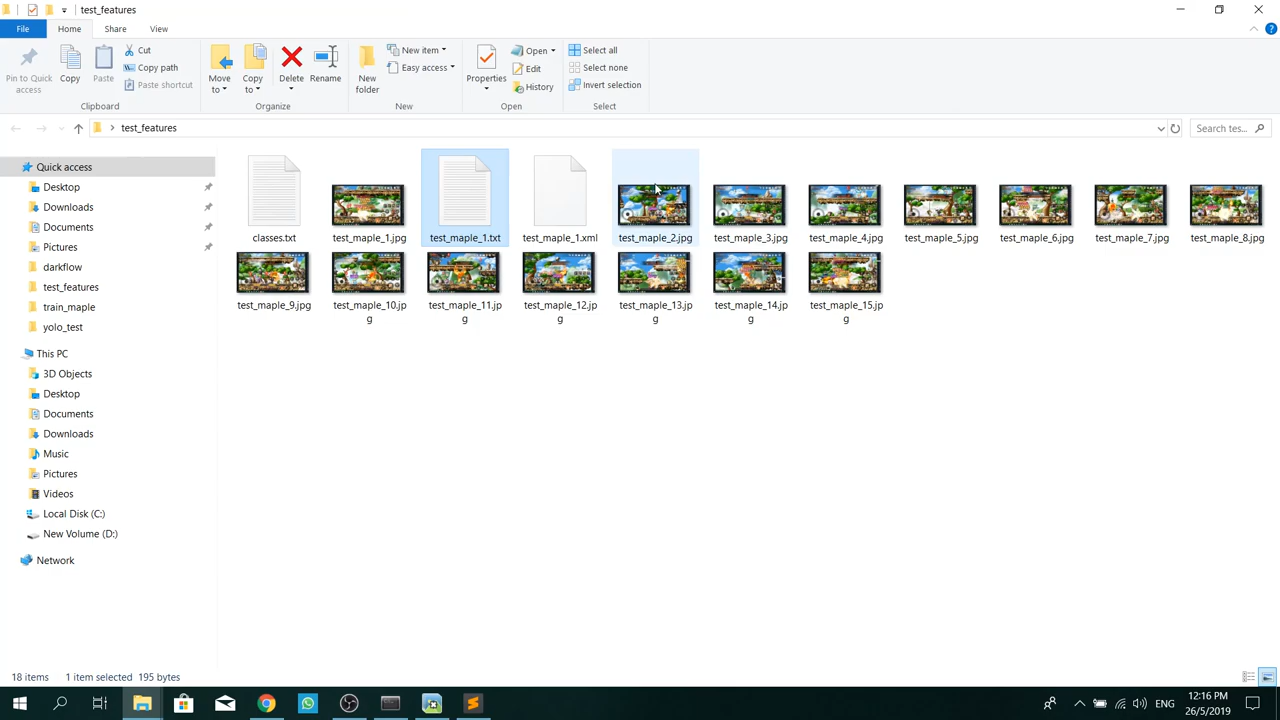 test_features
File
Home
Share
View
Pin to Quick
access
Copy
Paste
Cut
Copy path
Paste shortcut
Clipboard
Move
to
Copy
to
Delete
Rename
Organize
New
folder
New item
Easy access
New
Properties
Open
Edit
History
Open
Select all
Select none
Invert selection
Select
test_features
Search tes...
Quick access
Desktop
Downloads
Documents
Pictures
darkflow
test_features
train_maple
yolo_test
This PC
3D Objects
Desktop
Documents
Downloads
Music
Pictures
Videos
Local Disk (C:)
New Volume (D:)
Network
classes.txt
test_maple_1.jpg
test_maple_1.txt
test_maple_1.xml
test_maple_2.jpg
test_maple_3.jpg
test_maple_4.jpg
test_maple_5.jpg
test_maple_6.jpg
test_maple_7.jpg
test_maple_8.jpg
test_maple_9.jpg
test_maple_10.jp
g
test_maple_11.jp
g
test_maple_12.jp
g
test_maple_13.jp
g
test_maple_14.jp
g
test_maple_15.jp
g
18 items
1 item selected 195 bytes
ENG
12:16 PM
26/5/2019